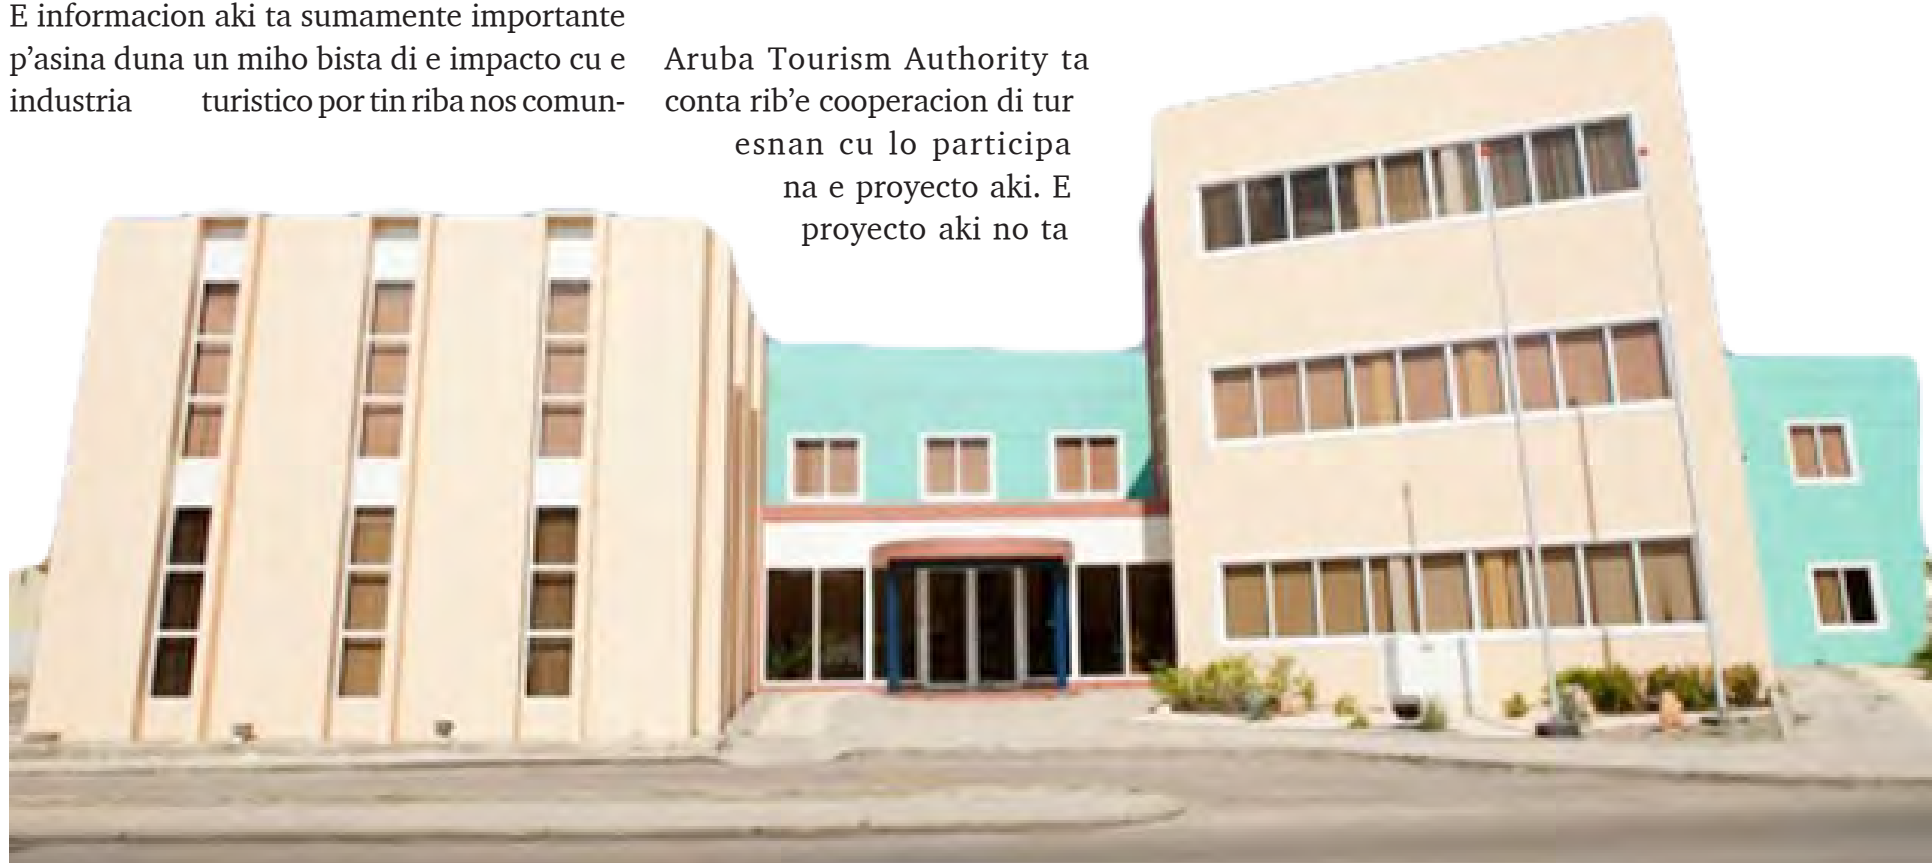 E informacion aki ta sumamente importante
p’asina duna un miho bista di e impacto cu e
industria turistico por tin riba nos comun-
Aruba Tourism Authority ta
conta rib’e cooperacion di tur
esnan cu lo participa
na e proyecto aki. E
proyecto aki no ta